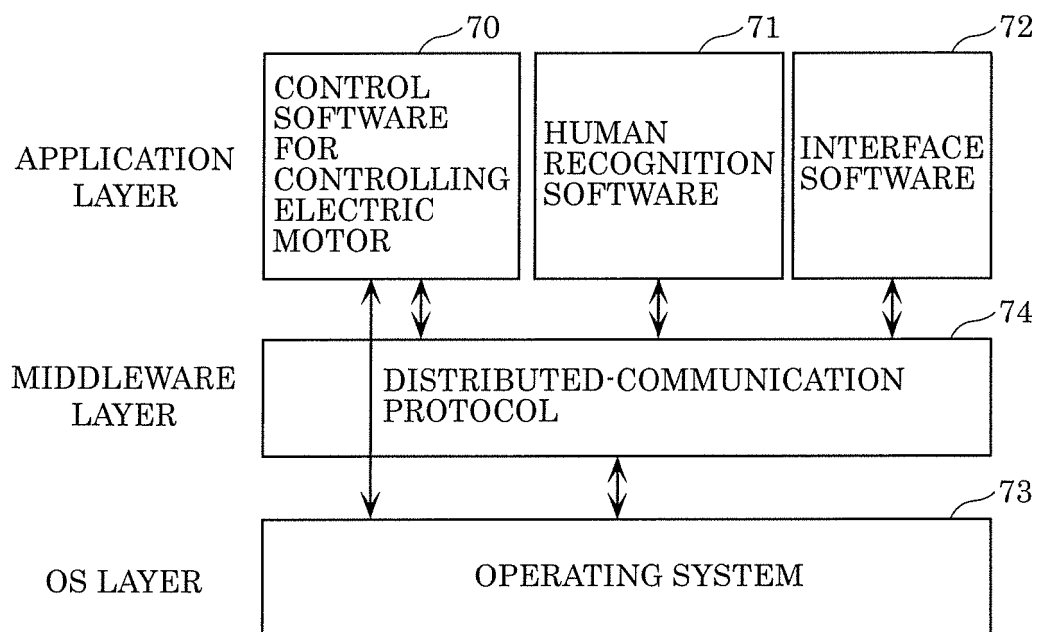 70
71
72
CONTROL
SOFTWARE
FOR
CONTROLLING
ELECTRIC
MOTOR
HUMAN
RECOGNITION
SOFTWARE
INTERFACE
SOFTWARE
APPLICATION
LAYER
74
MIDDLEWARE
LAYER
DISTRIBUTED-COMMUNICATION
PROTOCOL
73
OS LAYER
OPERATING SYSTEM